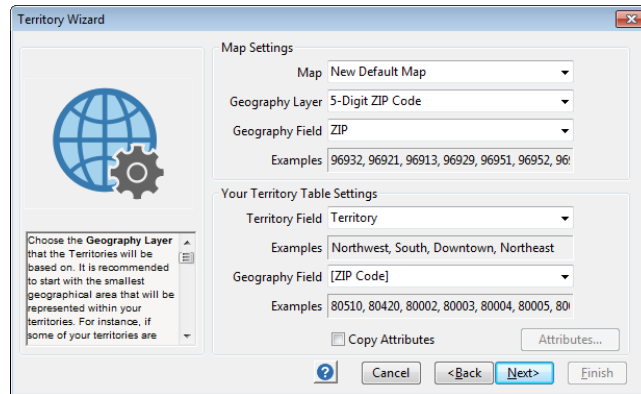 Territory Wizard
Map Settings
Map New Default Map
Geography Layer 5-Digit ZIP Code
Geography Field ZIP
Examples 96932, 96921, 96913, 96929, 96951, 96952, 96
Your Territory Table Settings
Territory Field Territory
Examples Northwest, South, Downtown, Northeast
Geography Field [ZIP Code]
Examples 80510, 80420, 80002, 80003, 80004, 80005, 80
Copy Attributes Attributes...
Choose the Geography Layer
that the Territories will be
based on. It is recommended
to start with the smallest
geographical area that will be
represented within your
territories. For instance, if
some of your territories are
? Cancel <Back Next> Finish